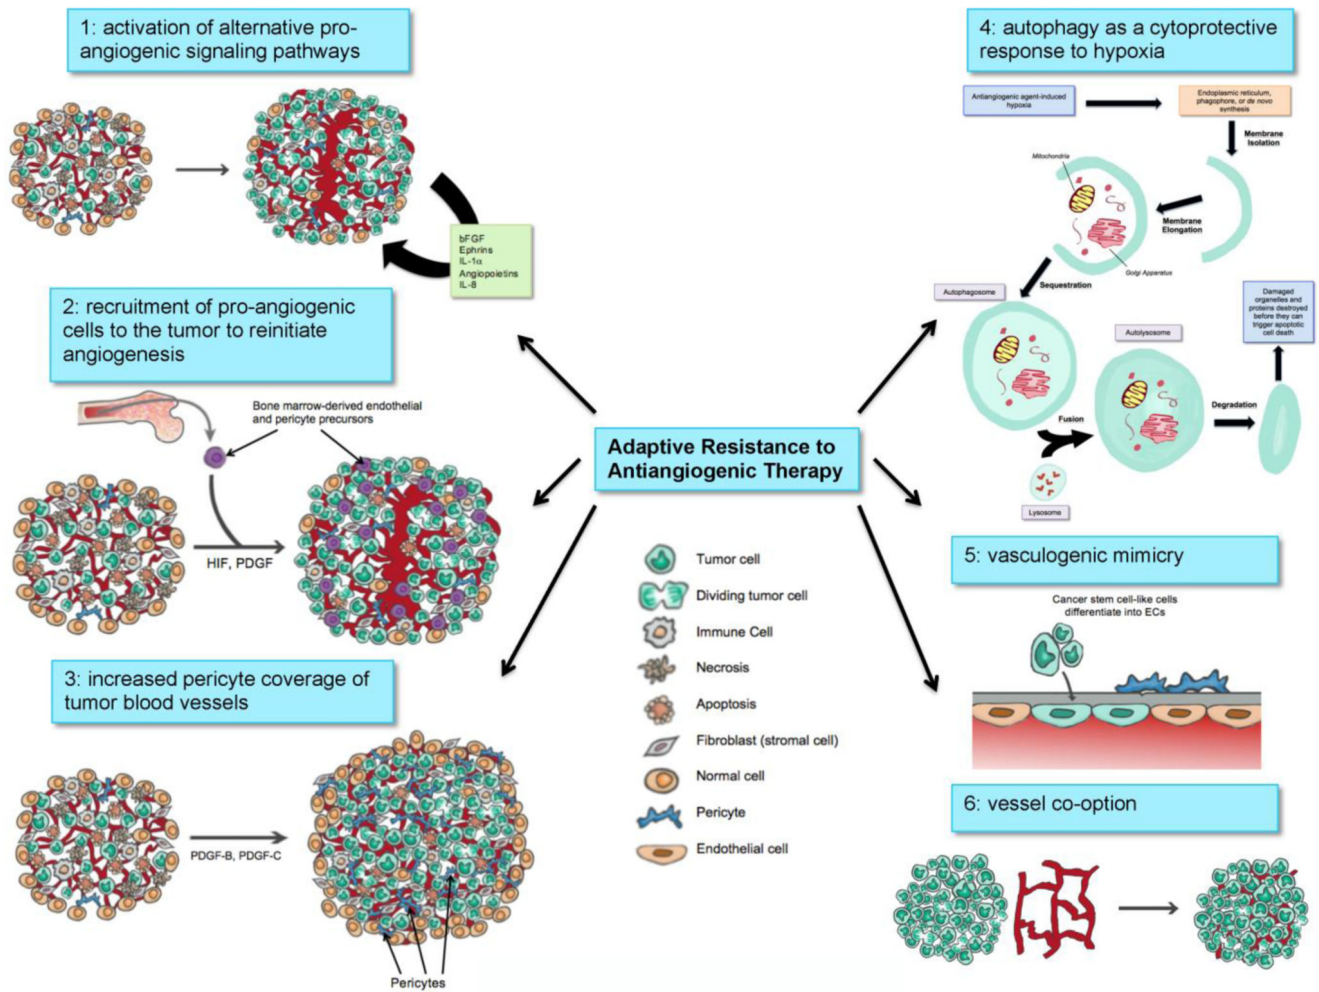 1: activation of alternative pro-
angiogenic signaling pathways
bFGF
Ephrins
IL-1α
Angiopoietins
IL-8
2: recruitment of pro-angiogenic
cells to the tumor to reinitiate
angiogenesis
Bone marrow-derived endothelial
and pericyte precursors
HIF, PDGF
3: increased pericyte coverage of
tumor blood vessels
PDGF-B, PDGF-C
Pericytes
Adaptive Resistance to
Antiangiogenic Therapy
Tumor cell
Dividing tumor cell
Immune Cell
Necrosis
Apoptosis
Fibroblast (stromal cell)
Normal cell
Pericyte
Endothelial cell
4: autophagy as a cytoprotective
response to hypoxia
Antiangiogenic agent-induced
hypoxia
Endoplasmic reticulum,
phagophore, or de novo
synthesis
Membrane
Isolation
Mitochondria
Membrane
Elongation
Golgi Apparatus
Sequestration
Autophagosome
Autolysosome
Damaged
organelles and
proteins destroyed
before they can
trigger apoptotic
cell death
Fusion
Degradation
Lysosome
5: vasculogenic mimicry
Cancer stem cell-like cells
differentiate into ECs
6: vessel co-option